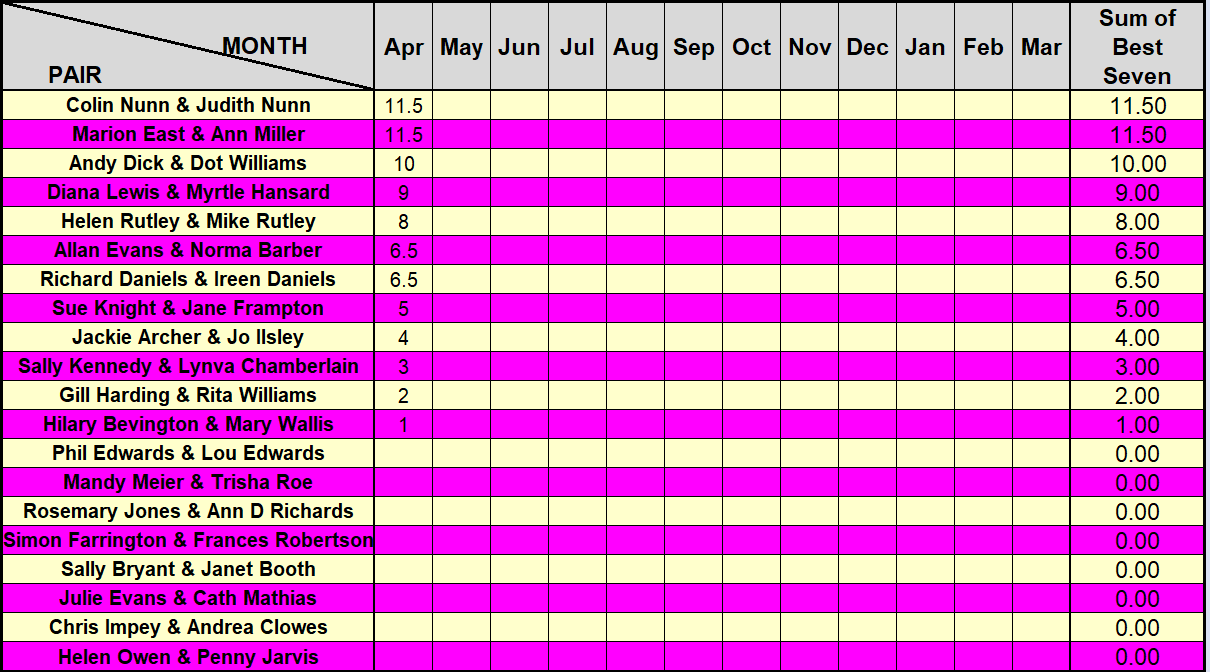 MONTH
PAIR
Apr May Jun Jul Aug Sep Oct Nov Dec Jan Feb Mar Sum of Best Seven
Colin Nunn & Judith Nunn 11.5 11.50
Marion East & Ann Miller 11.5 11.50
Andy Dick & Dot Williams 10 10.00
Diana Lewis & Myrtle Hansard 9 9.00
Helen Rutley & Mike Rutley 8 8.00
Allan Evans & Norma Barber 6.5 6.50
Richard Daniels & Ireen Daniels 6.5 6.50
Sue Knight & Jane Frampton 5 5.00
Jackie Archer & Jo Ilsley 4 4.00
Sally Kennedy & Lynva Chamberlain 3 3.00
Gill Harding & Rita Williams 2 2.00
Hilary Bevington & Mary Wallis 1 1.00
Phil Edwards & Lou Edwards 0.00
Mandy Meier & Trisha Roe 0.00
Rosemary Jones & Ann D Richards 0.00
Simon Farrington & Frances Robertson 0.00
Sally Bryant & Janet Booth 0.00
Julie Evans & Cath Mathias 0.00
Chris Impey & Andrea Clowes 0.00
Helen Owen & Penny Jarvis 0.00